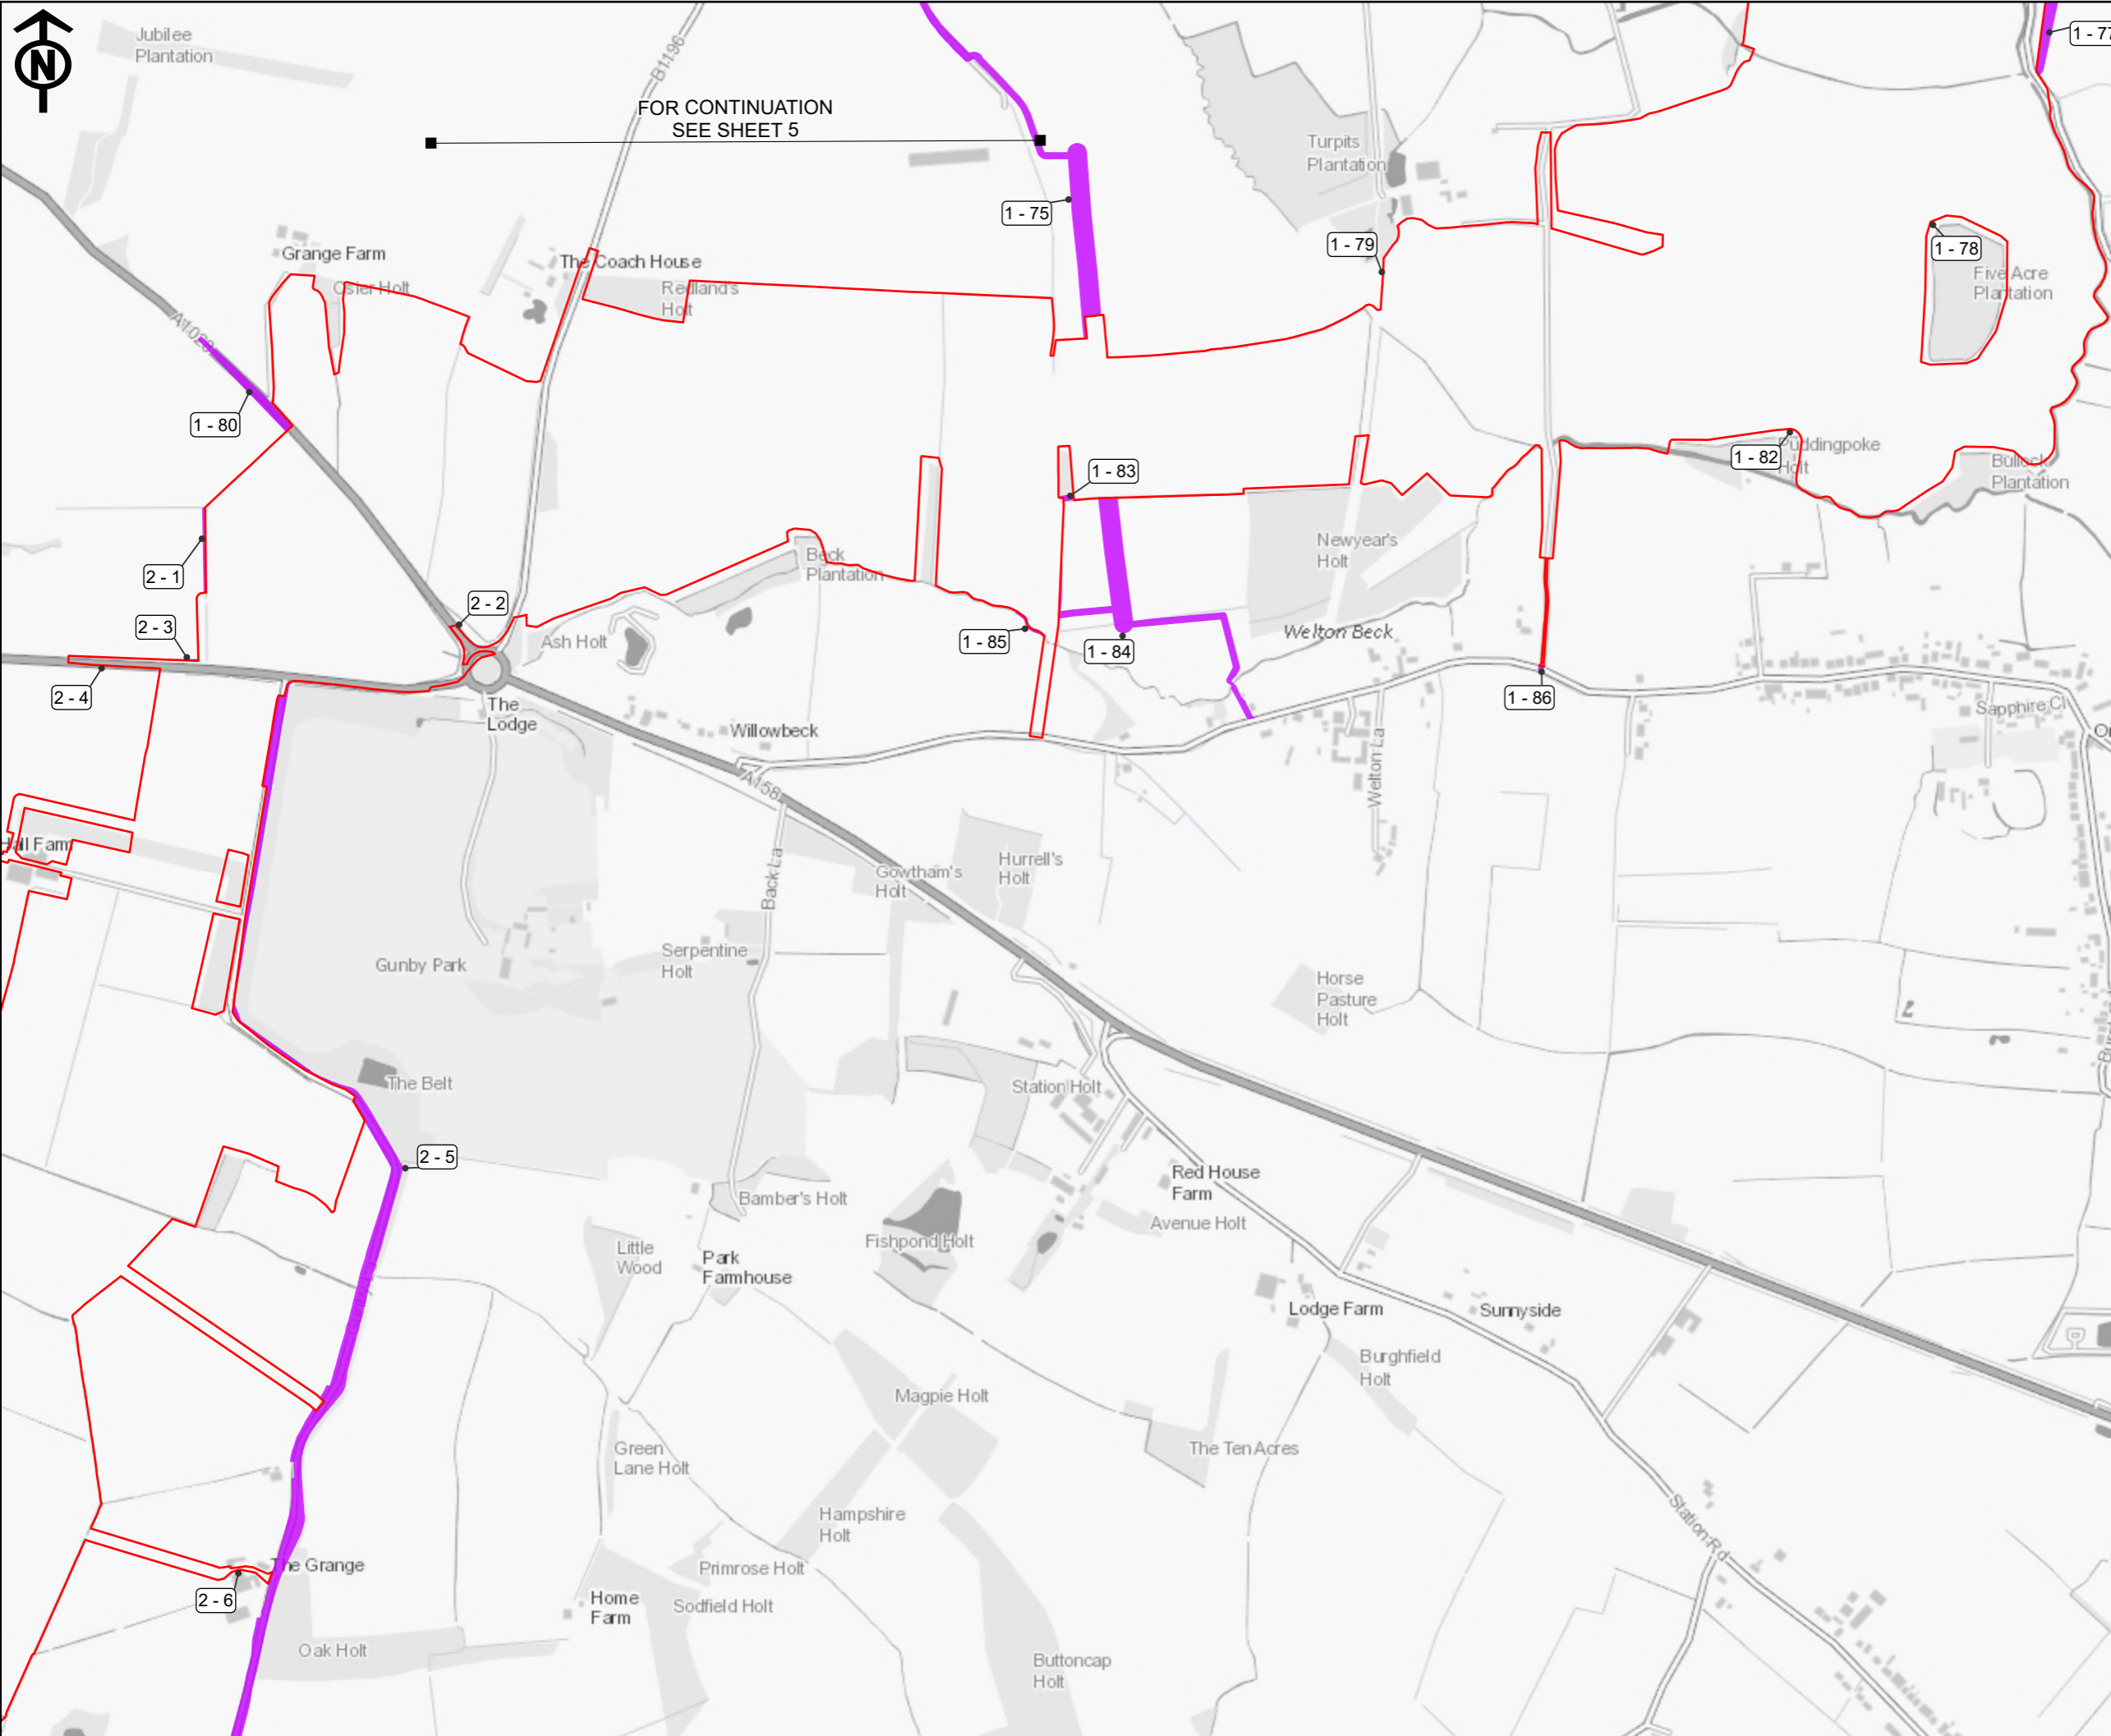 N
Jubilee
Plantation
B1196
FOR CONTINUATION
SEE SHEET 5
1 - 77
Turpits
Plantation
1 - 75
1 - 79
1 - 78
Grange Farm
The Coach House
Osier Holt
Redland's
Holt
Five Acre
Plantation
1 - 80
Puddingpoke
Holt
1 - 82
Bullock
Plantation
1 - 83
Newyear's
Holt
Beck
Plantation
2 - 1
2 - 2
2 - 3
Ash Holt
1 - 85
1 - 84
Welton Beck
2 - 4
1 - 86
The
Lodge
Willowbeck
Sapphire Cl
A158
Welton La
Hall Farm
Back La
Gowtham's
Holt
Hurrell's
Holt
Gunby Park
Serpentine
Holt
Horse
Pasture
Holt
The Belt
Station Holt
2 - 5
Red House
Farm
Bamber's Holt
Avenue Holt
Fishpond Holt
Little
Wood
Park
Farmhouse
Lodge Farm
Sunnyside
Burghfield
Holt
Magpie Holt
Green
Lane Holt
The Ten Acres
Hampshire
Holt
Station Rd
The Grange
Primrose Holt
2 - 6
Home
Farm
Sodfield Holt
Oak Holt
Buttoncap
Holt